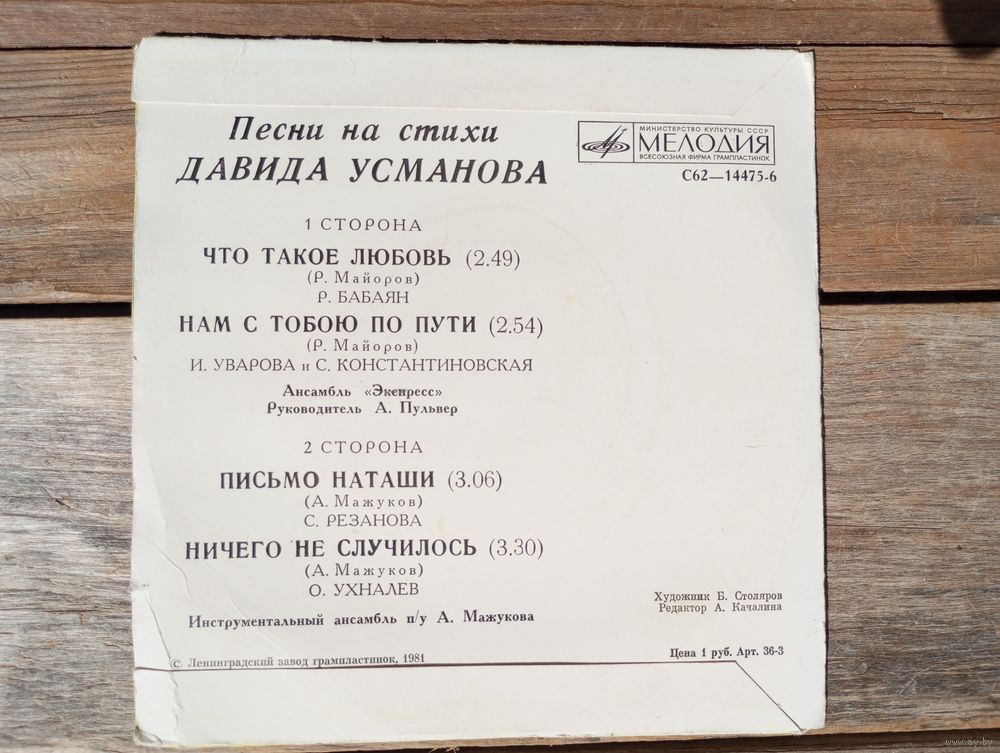 Песни на стихи
ДАВИДА УСМАНОВА
МИНИСТЕРСТВО КУЛЬТУРЫ СССР
МЕЛОДИЯ
ВСЕСОЮЗНАЯ ФИРМА ГРАМПЛАСТИНОК
С62—14475-6
1 СТОРОНА
ЧТО ТАКОЕ ЛЮБОВЬ (2.49)
(Р. Майоров)
Р. БАБАЯН
НАМ С ТОБОЮ ПО ПУТИ (2.54)
(Р. Майоров)
И. УВАРОВА и С. КОНСТАНТИНОВСКАЯ
Ансамбль «Экспресс»
Руководитель А. Пульвер
2 СТОРОНА
ПИСЬМО НАТАШИ (3.06)
(А. Мажуков)
С. РЕЗАНОВА
НИЧЕГО НЕ СЛУЧИЛОСЬ (3.30)
(А. Мажуков)
О. УХНАЛЕВ
Инструментальный ансамбль п/у А. Мажукова
Художник Б. Столяров
Редактор А. Качалина
С Ленинградский завод грампластинок, 1981
Цена 1 руб. Арт. 36-3
www.ay.by